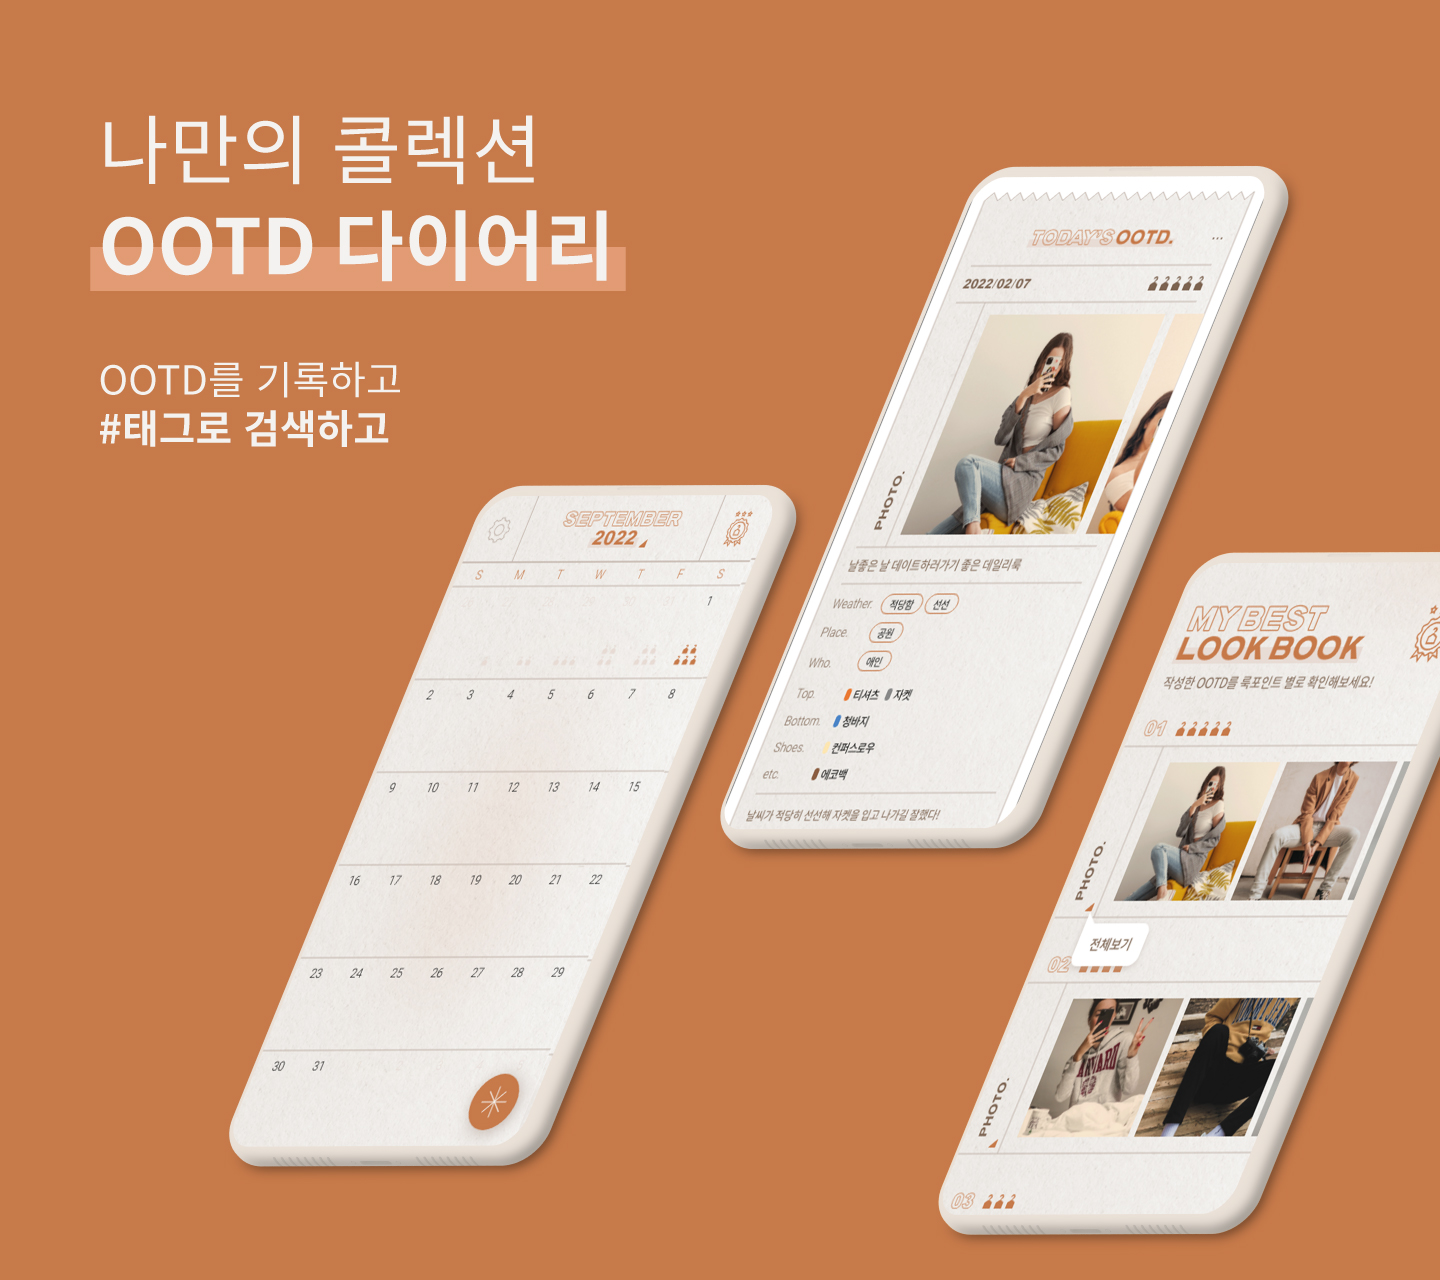 나만의 콜렉션
OOTD 다이어리
OOTD를 기록하고
#태그로 검색하고
SEPTEMBER
2022
S M T W T F S
1
2 3 4 5 6 7 8
9 10 11 12 13 14 15
16 17 18 19 20 21 22
23 24 25 26 27 28 29
30 31
TODAY'S OOTD.
...
2022/02/07
PHOTO.
날좋은 날 데이트하러가기 좋은 데일리룩
Weather. 적당함 선선
Place. 공원
Who. 애인
Top. 티셔츠 자켓
Bottom. 청바지
Shoes. 컨퍼스로우
etc. 에코백
날씨가 적당히 선선해 자켓을 입고 나가길 잘했다!
MY BEST
LOOK BOOK
작성한 OOTD를 룩포인트 별로 확인해보세요!
01
PHOTO.
전체보기
02
HARVARD
PHOTO.
03